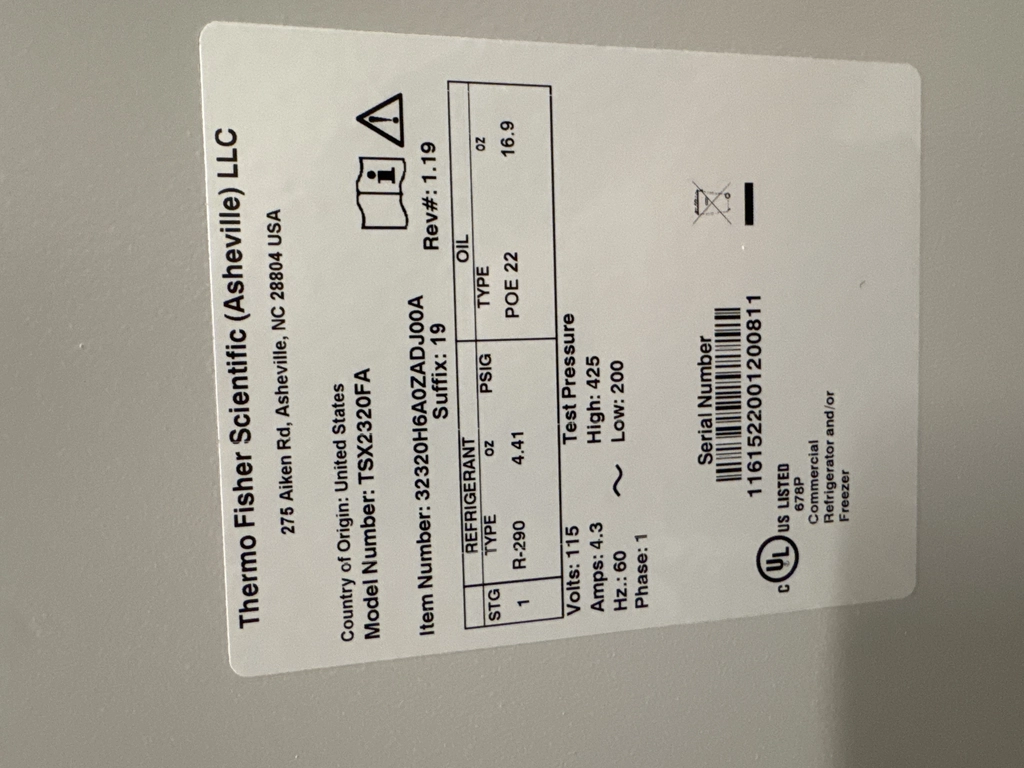 Thermo Fisher Scientific (Asheville) LLC
275 Aiken Rd, Asheville, NC 28804 USA
Country of Origin: United States
Model Number: TSX2320FA
Item Number: 32320H6A0ZADJ00A Rev#: 1.19
Suffix: 19
REFRIGERANT OIL
STG TYPE oz PSIG TYPE oz
1 R-290 4.41 POE 22 16.9
Volts: 115 Test Pressure
Amps: 4.3 High: 425
Hz.: 60 ~ Low: 200
Phase: 1
Serial Number
1161522001200811
C UL US LISTED
678P
Commercial
Refrigerator and/or
Freezer